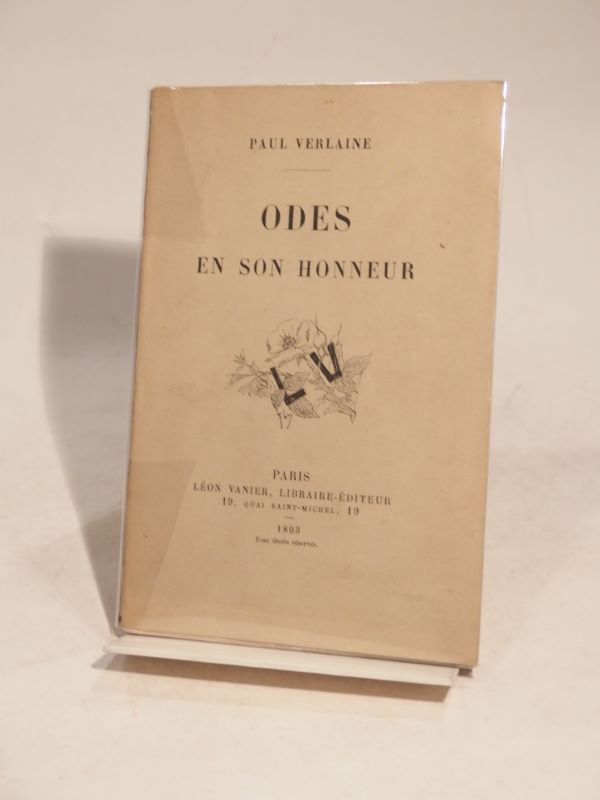 PAUL VERLAINE
ODES
EN SON HONNEUR
LV
PARIS
LÉON VANIER, LIBRAIRE-ÉDITEUR
19, QUAI SAINT-MICHEL, 19
1893
Tous droits réservés.